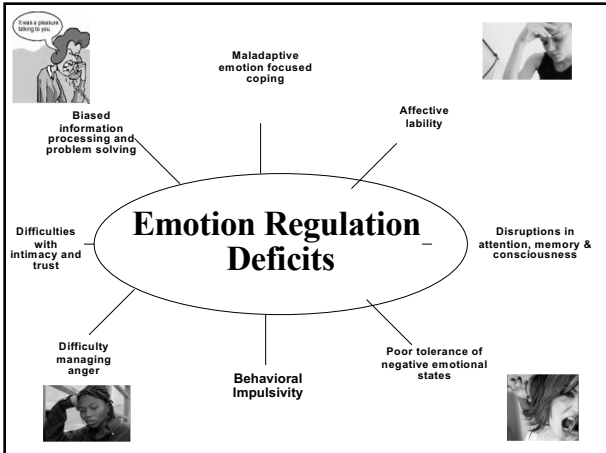 It was a pleasure
talking to you.
Maladaptive
emotion focused
coping
Biased
information
processing and
problem solving
Affective
lability
Emotion Regulation
Deficits
Difficulties
with
intimacy and
trust
Disruptions in
attention, memory &
consciousness
Difficulty
managing
anger
Behavioral
Impulsivity
Poor tolerance of
negative emotional
states